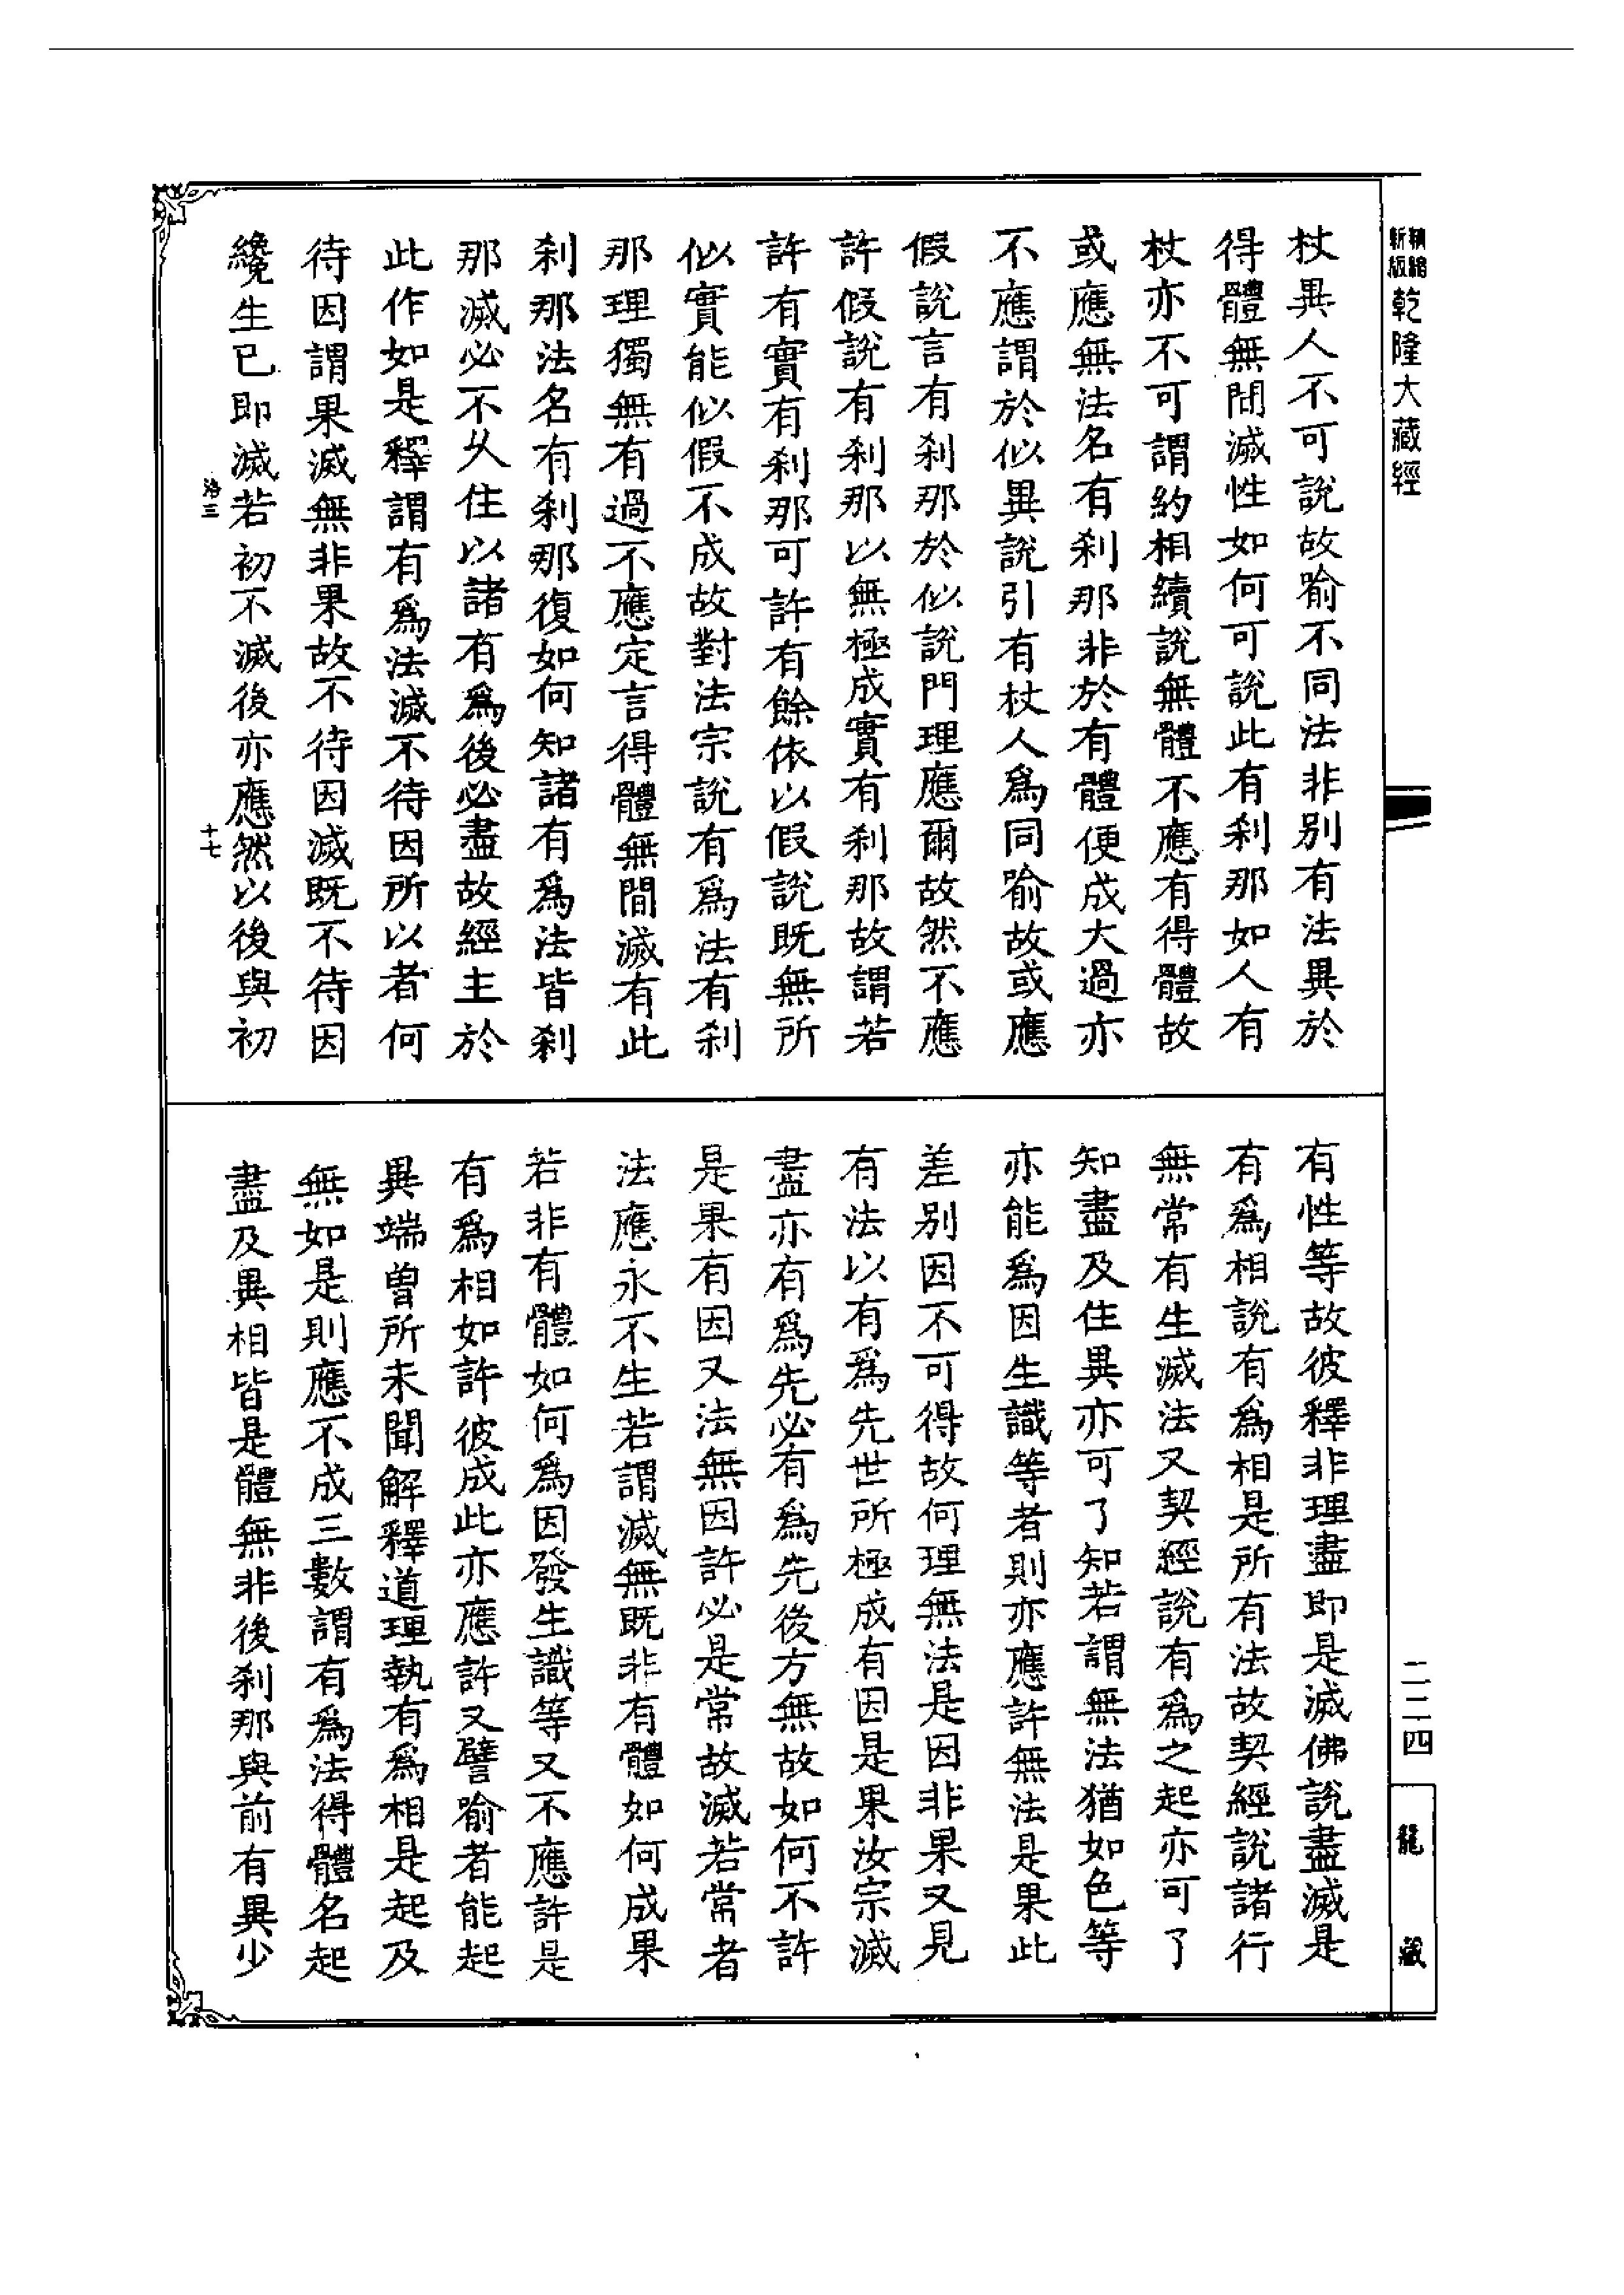 新版
精繕
乾隆大藏經
杖異人不可說故喻不同法非別有法異於
得體無間滅性如何可說此有剎那如人有
杖亦不可謂約相續說無體不應有得體故
或應無法名有剎那非於有體便成大過亦
不應謂於似異說引有杖人為同喻故或應
假說言有剎那於似說門理應爾故然不應
許假說有剎那以無極成實有剎那故謂若
許有實有剎那可許有餘依以假說既無所
似實能似假不成故對法宗說有為法有剎
那理獨無有過不應定言得體無間滅有此
剎那法名有剎那復如何知諸有為法皆剎
那滅必不久住以諸有為後必盡故經主於
此作如是釋謂有為法滅不待因所以者何
待因謂果滅無非果故不待因滅既不待因
纔生已即滅若初不滅後亦應然以後與初
洛三
十七
有性等故彼釋非理盡即是滅佛說盡滅是
有為相說有為相是所有法故契經說諸行
無常有生滅法又契經說有為之起亦可了
知盡及住異亦可了知若謂無法猶如色等
亦能為因生識等者則亦應許無法是果此
差別因不可得故何理無法是因非果又見
有法以有為先世所極成有因是果汝宗滅
盡亦有為先必有為先後方無故如何不許
是果有因又法無因許必是常故滅若常者
法應永不生若謂滅無既非有體如何成果
若非有體如何為因發生識等又不應許是
有為相如許彼成此亦應許又譬喻者能起
異端曾所未聞解釋道理執有為相是起及
無如是則應不成三數謂有為法得體名起
盡及異相皆是體無非後剎那與前有異少
二二四
龍藏